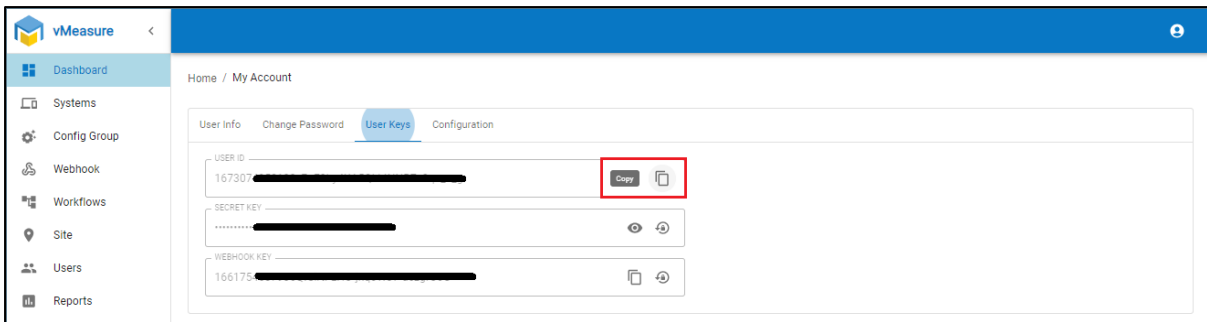 vMeasure
Dashboard
Home / My Account
Systems
User Info Change Password User Keys Configuration
Config Group
USER ID
Webhook
167307
Copy
Workflows
SECRET KEY
Site
WEBHOOK KEY
Users
166175
Reports